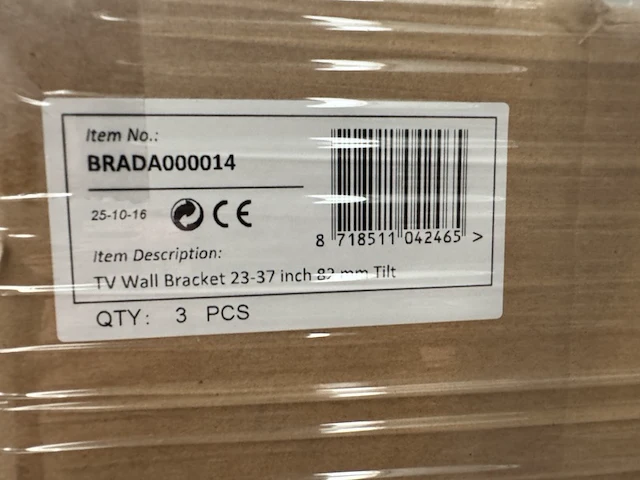 Item No.:
BRADA000014
25-10-16 CE
8 718511 042465 >
Item Description:
TV Wall Bracket 23-37 inch 82 mm Tilt
QTY: 3 PCS